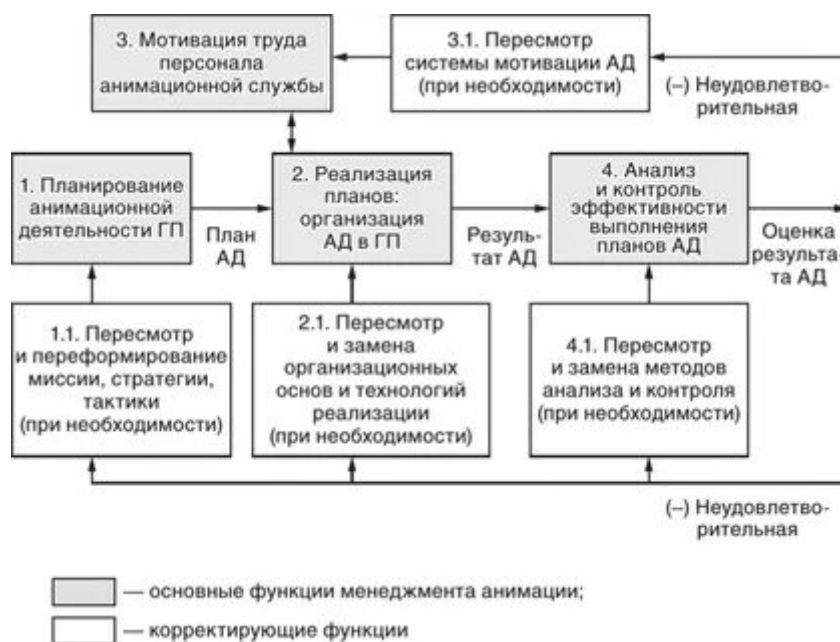 3. Мотивация труда
персонала
анимационной службы
3.1. Пересмотр
системы мотивации АД
(при необходимости)
(–) Неудовлетво-
рительная
1. Планирование
анимационной
деятельности ГП
План
АД
2. Реализация
планов:
организация
АД в ГП
Резуль-
тат АД
4. Анализ
и контроль
эффективности
выполнения
планов АД
Оценка
результа-
та АД
1.1. Пересмотр
и переформирование
миссии, стратегии,
тактики
(при необходимости)
2.1. Пересмотр
и замена
организационных
основ и технологий
реализации
(при необходимости)
4.1. Пересмотр
и замена методов
анализа и контроля
(при необходимости)
(–) Неудовлетво-
рительная
— основные функции менеджмента анимации;
— корректирующие функции